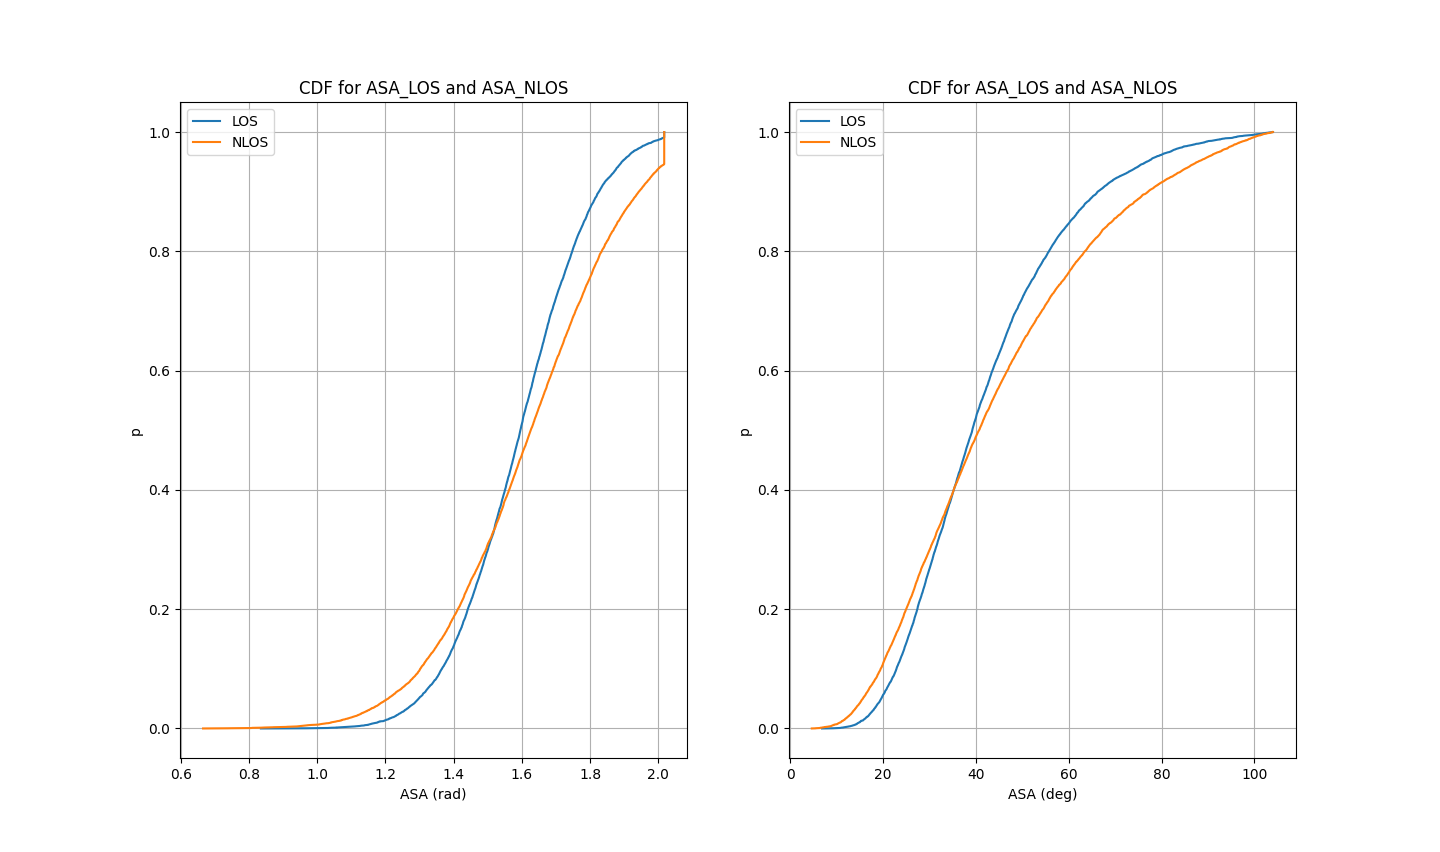 CDF for ASA_LOS and ASA_NLOS
LOS
NLOS
1.0
0.8
0.6
0.4
0.2
0.0
p
0.6 0.8 1.0 1.2 1.4 1.6 1.8 2.0
ASA (rad)
CDF for ASA_LOS and ASA_NLOS
LOS
NLOS
1.0
0.8
0.6
0.4
0.2
0.0
p
0 20 40 60 80 100
ASA (deg)